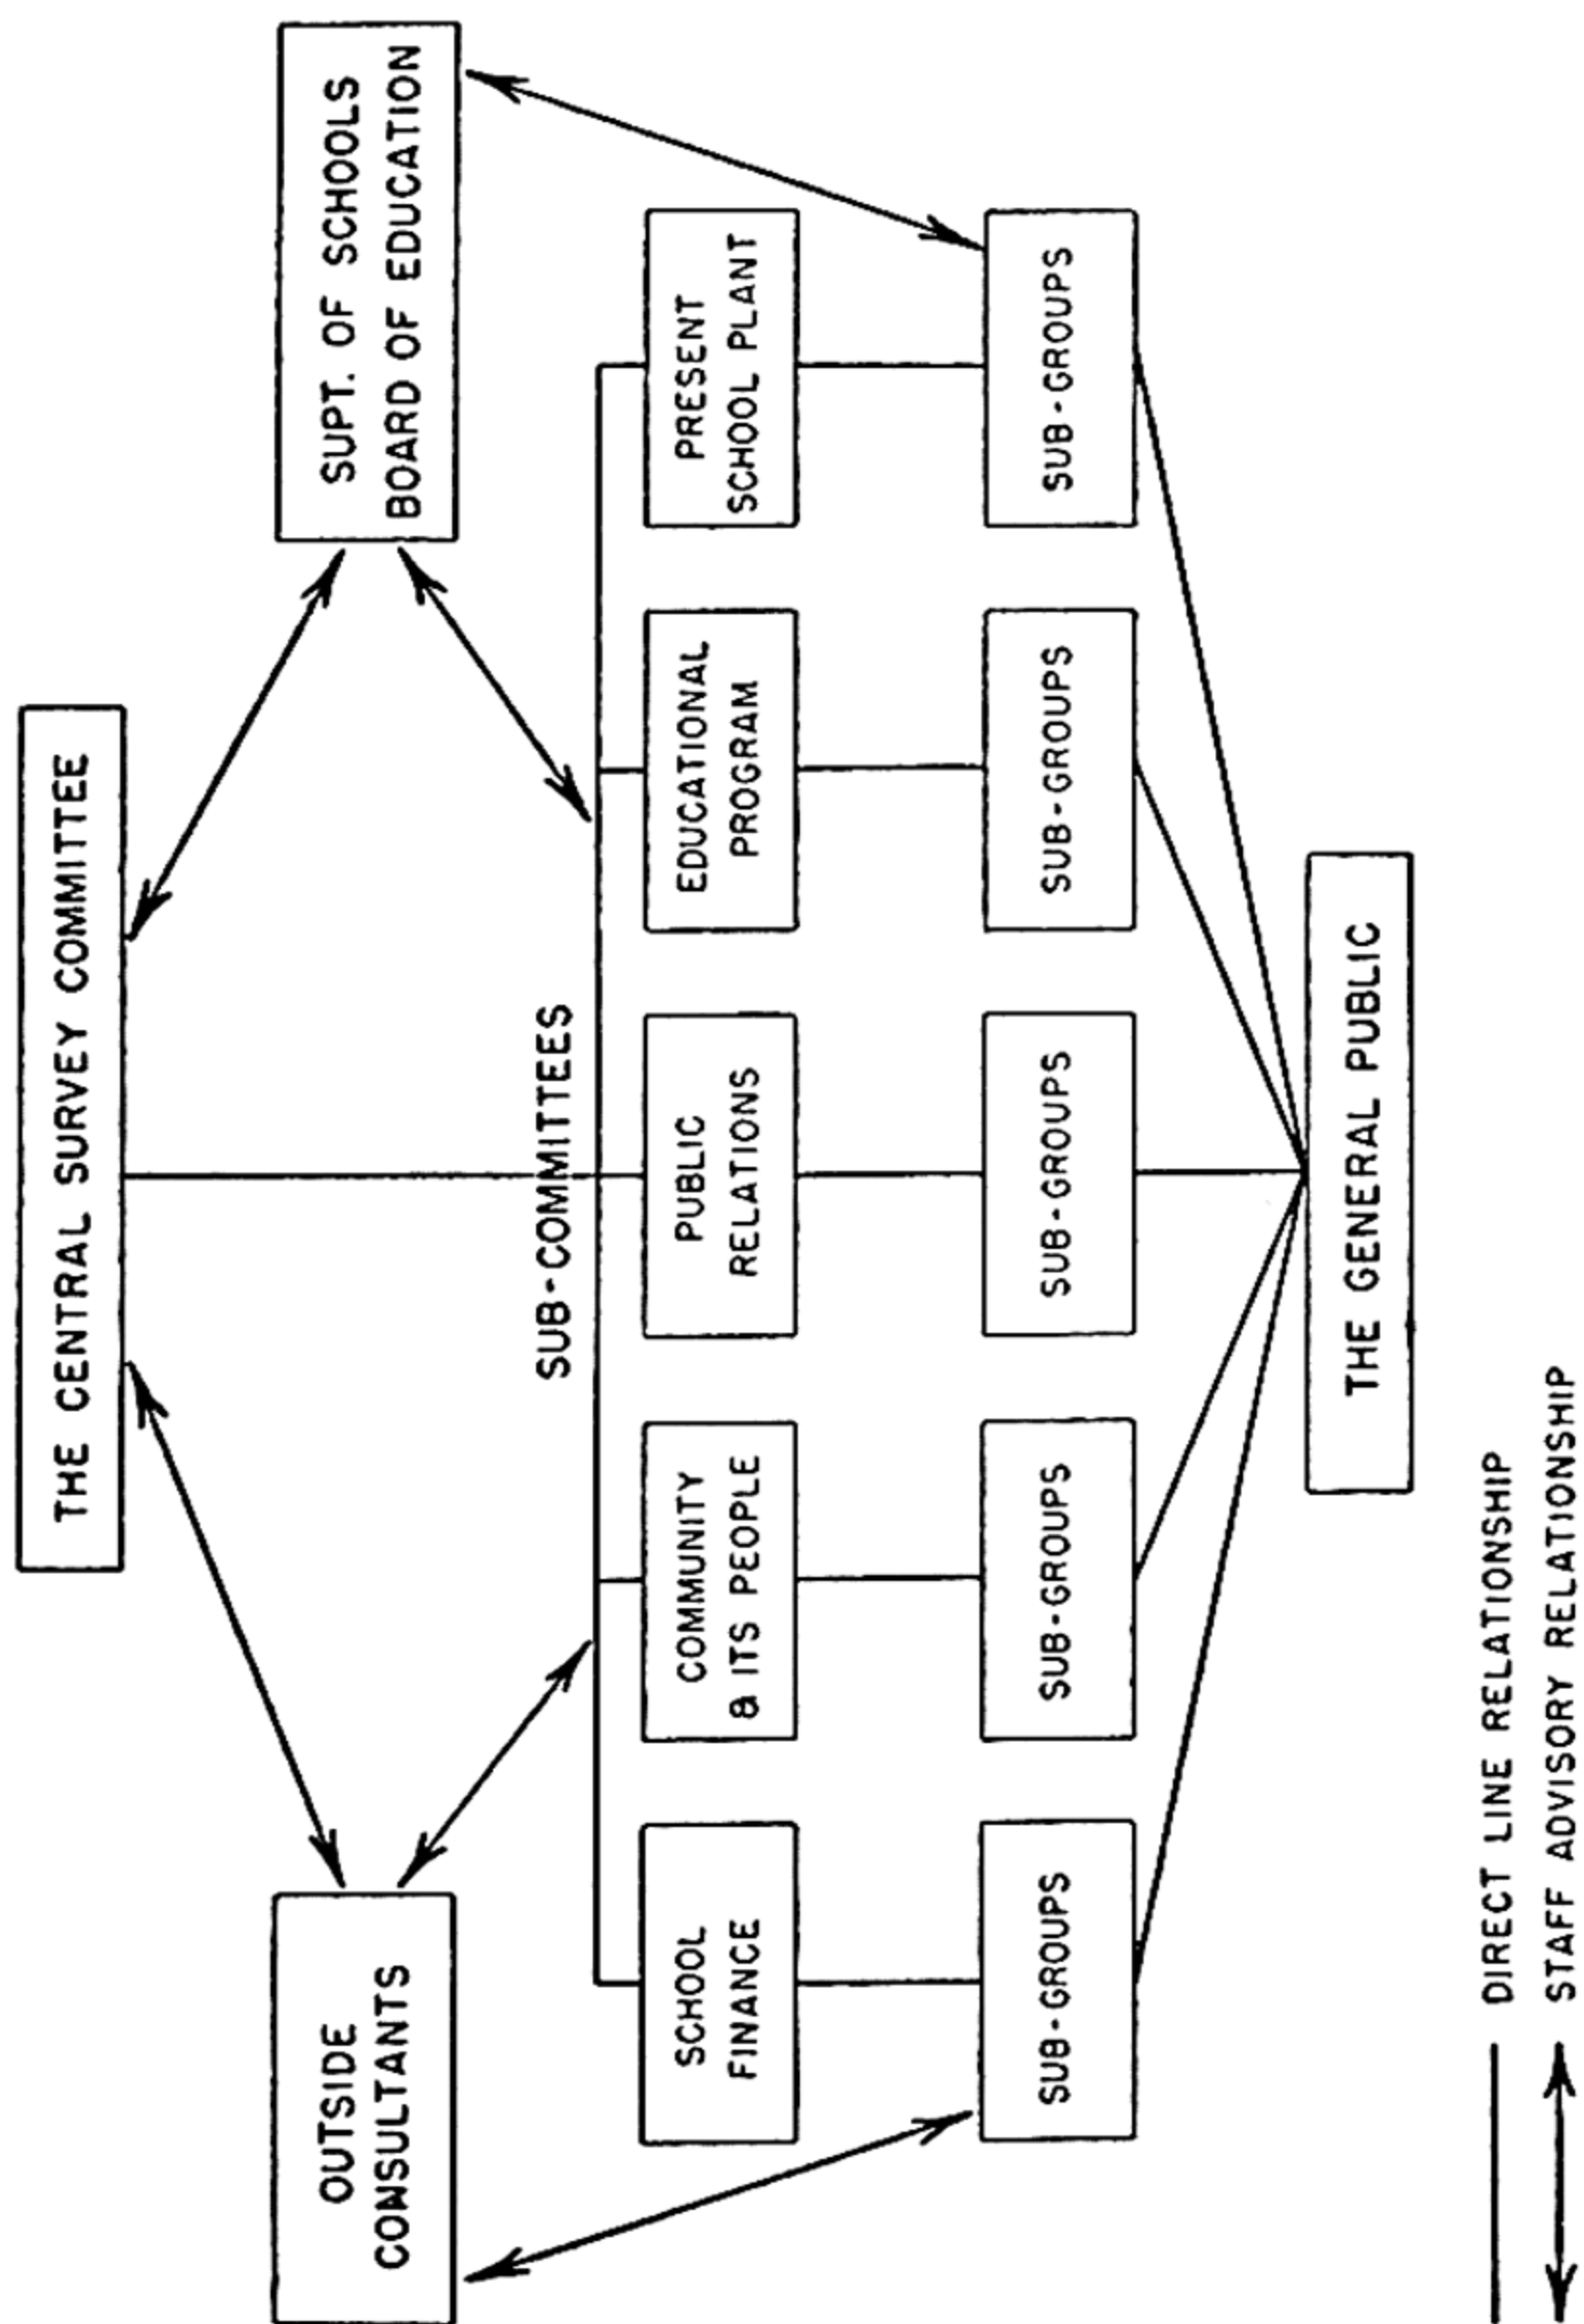 THE CENTRAL SURVEY COMMITTEE
OUTSIDE
CONSULTANTS
SUPT. OF SCHOOLS
BOARD OF EDUCATION
SUB-COMMITTEES
SCHOOL
FINANCE
COMMUNITY
& ITS PEOPLE
PUBLIC
RELATIONS
EDUCATIONAL
PROGRAM
PRESENT
SCHOOL PLANT
SUB-GROUPS
SUB-GROUPS
SUB-GROUPS
SUB-GROUPS
SUB-GROUPS
THE GENERAL PUBLIC
DIRECT LINE RELATIONSHIP
STAFF ADVISORY RELATIONSHIP